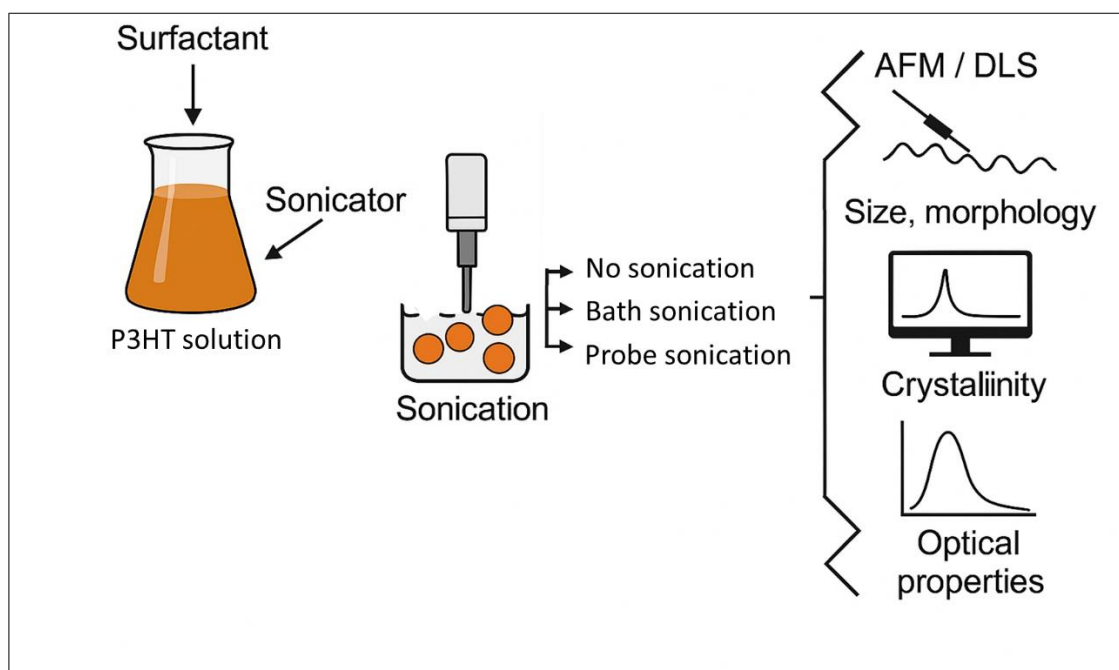 Surfactant
Sonicator
P3HT solution
Sonication
No sonication
Bath sonication
Probe sonication
AFM / DLS
Size, morphology
Crystaliinity
Optical
properties